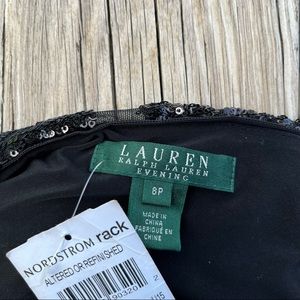 LAUREN
RALPH LAUREN
EVENING
8P
MADE IN
CHINA
FABRIQUÉ EN
CHINE
NORDSTROM rack
ALTERED OR REFINISHED